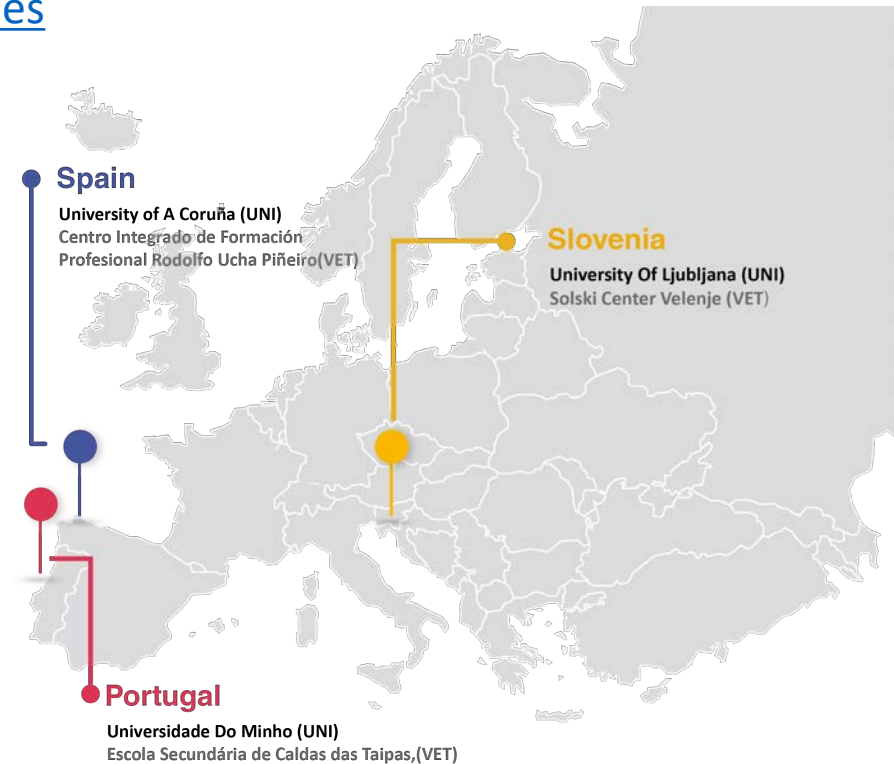 es
Spain
University of A Coruña (UNI)
Centro Integrado de Formación
Profesional Rodolfo Ucha Piñeiro(VET)
Slovenia
University Of Ljubljana (UNI)
Solski Center Velenje (VET)
Portugal
Universidade Do Minho (UNI)
Escola Secundária de Caldas das Taipas,(VET)